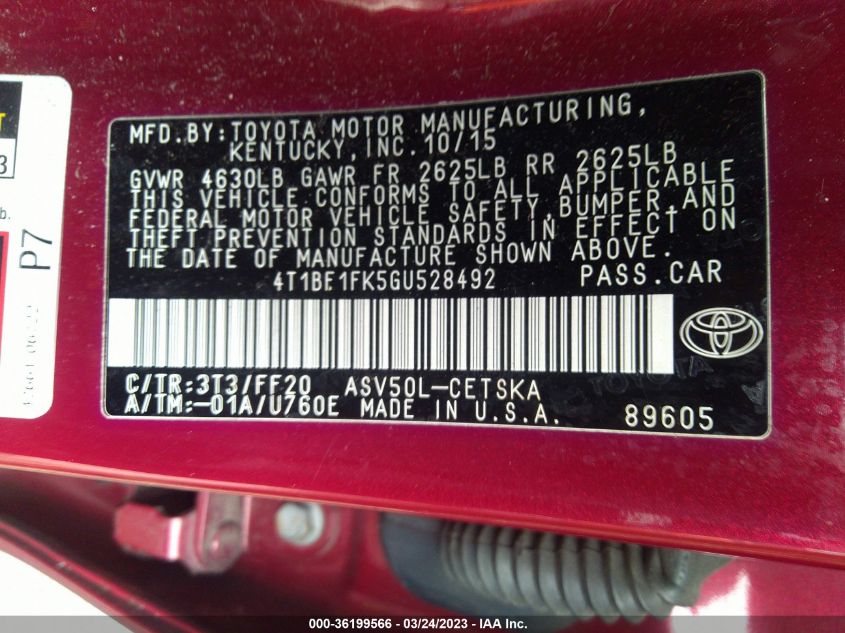 T
3
b.
P7
MFD.BY:TOYOTA MOTOR MANUFACTURING,
KENTUCKY,INC.10/15
GVWR 4630LB GAWR FR 2625LB RR 2625LB
THIS VEHICLE CONFORMS TO ALL APPLICABLE
FEDERAL MOTOR VEHICLE SAFETY,BUMPER,AND
THEFT PREVENTION STANDARDS IN EFFECT ON
THE DATE OF MANUFACTURE SHOWN ABOVE.
4T1BF1FK5GU528492 PASS.CAR
C/TR:3T3/FF20 ASV50L-CETSKA
A/TM:-01A/U760E MADE IN U.S.A. 89605
TOYOTA
000-36199566 — 03/24/2023 — IAA Inc.